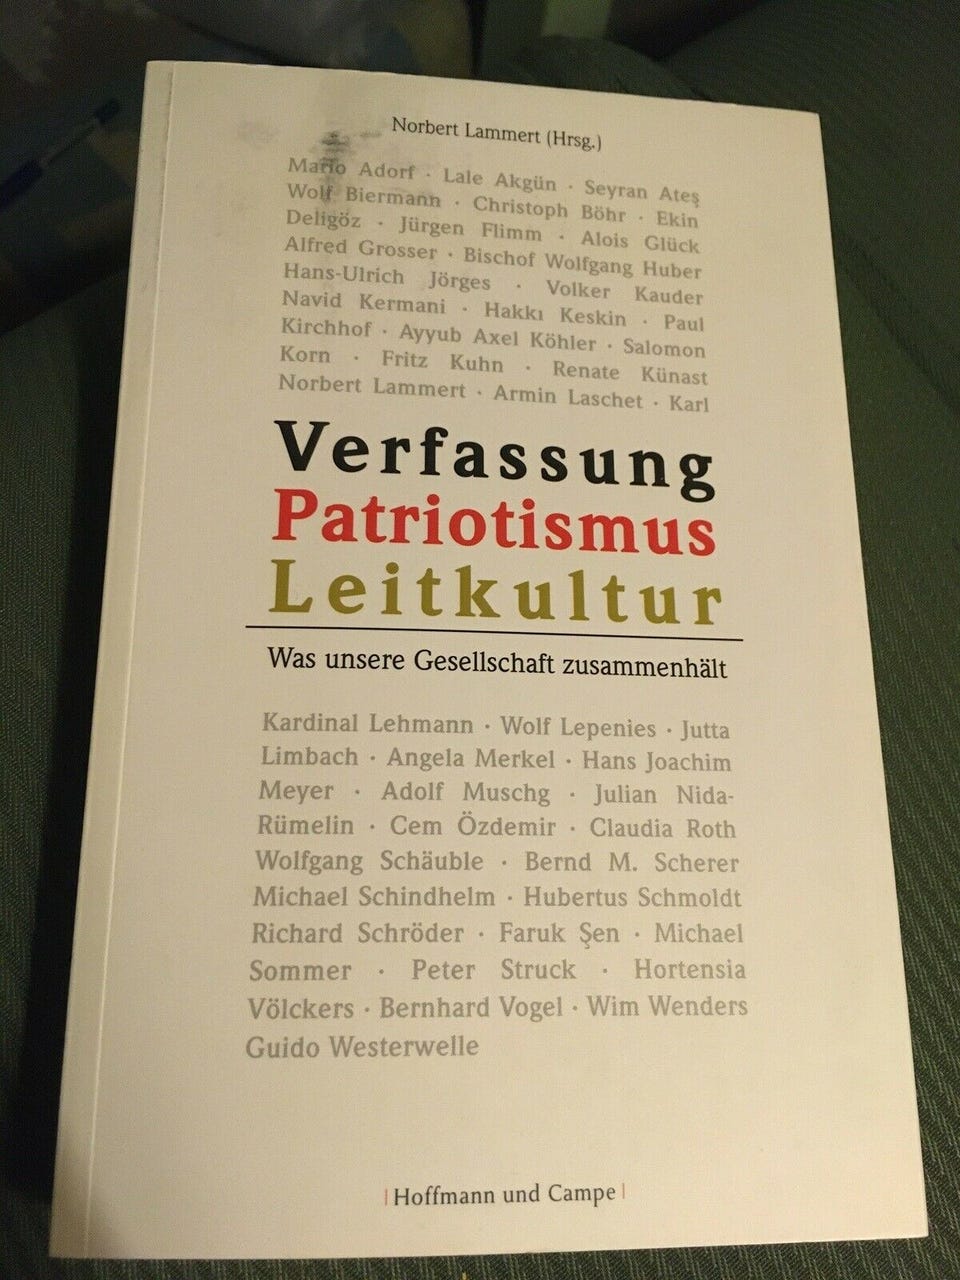 Norbert Lammert (Hrsg.)
Mario Adorf · Lale Akgün · Seyran Ateş
Wolf Biermann · Christoph Böhr · Ekin
Deligöz · Jürgen Flimm · Alois Glück
Alfred Grosser · Bischof Wolfgang Huber
Hans-Ulrich Jörges · Volker Kauder
Navid Kermani · Hakkı Keskin · Paul
Kirchhof · Ayyub Axel Köhler · Salomon
Korn · Fritz Kuhn · Renate Künast
Norbert Lammert · Armin Laschet · Karl
Verfassung
Patriotismus
Leitkultur
Was unsere Gesellschaft zusammenhält
Kardinal Lehmann · Wolf Lepenies · Jutta
Limbach · Angela Merkel · Hans Joachim
Meyer · Adolf Muschg · Julian Nida-
Rümelin · Cem Özdemir · Claudia Roth
Wolfgang Schäuble · Bernd M. Scherer
Michael Schindhelm · Hubertus Schmoldt
Richard Schröder · Faruk Şen · Michael
Sommer · Peter Struck · Hortensia
Völckers · Bernhard Vogel · Wim Wenders
Guido Westerwelle
| Hoffmann und Campe |